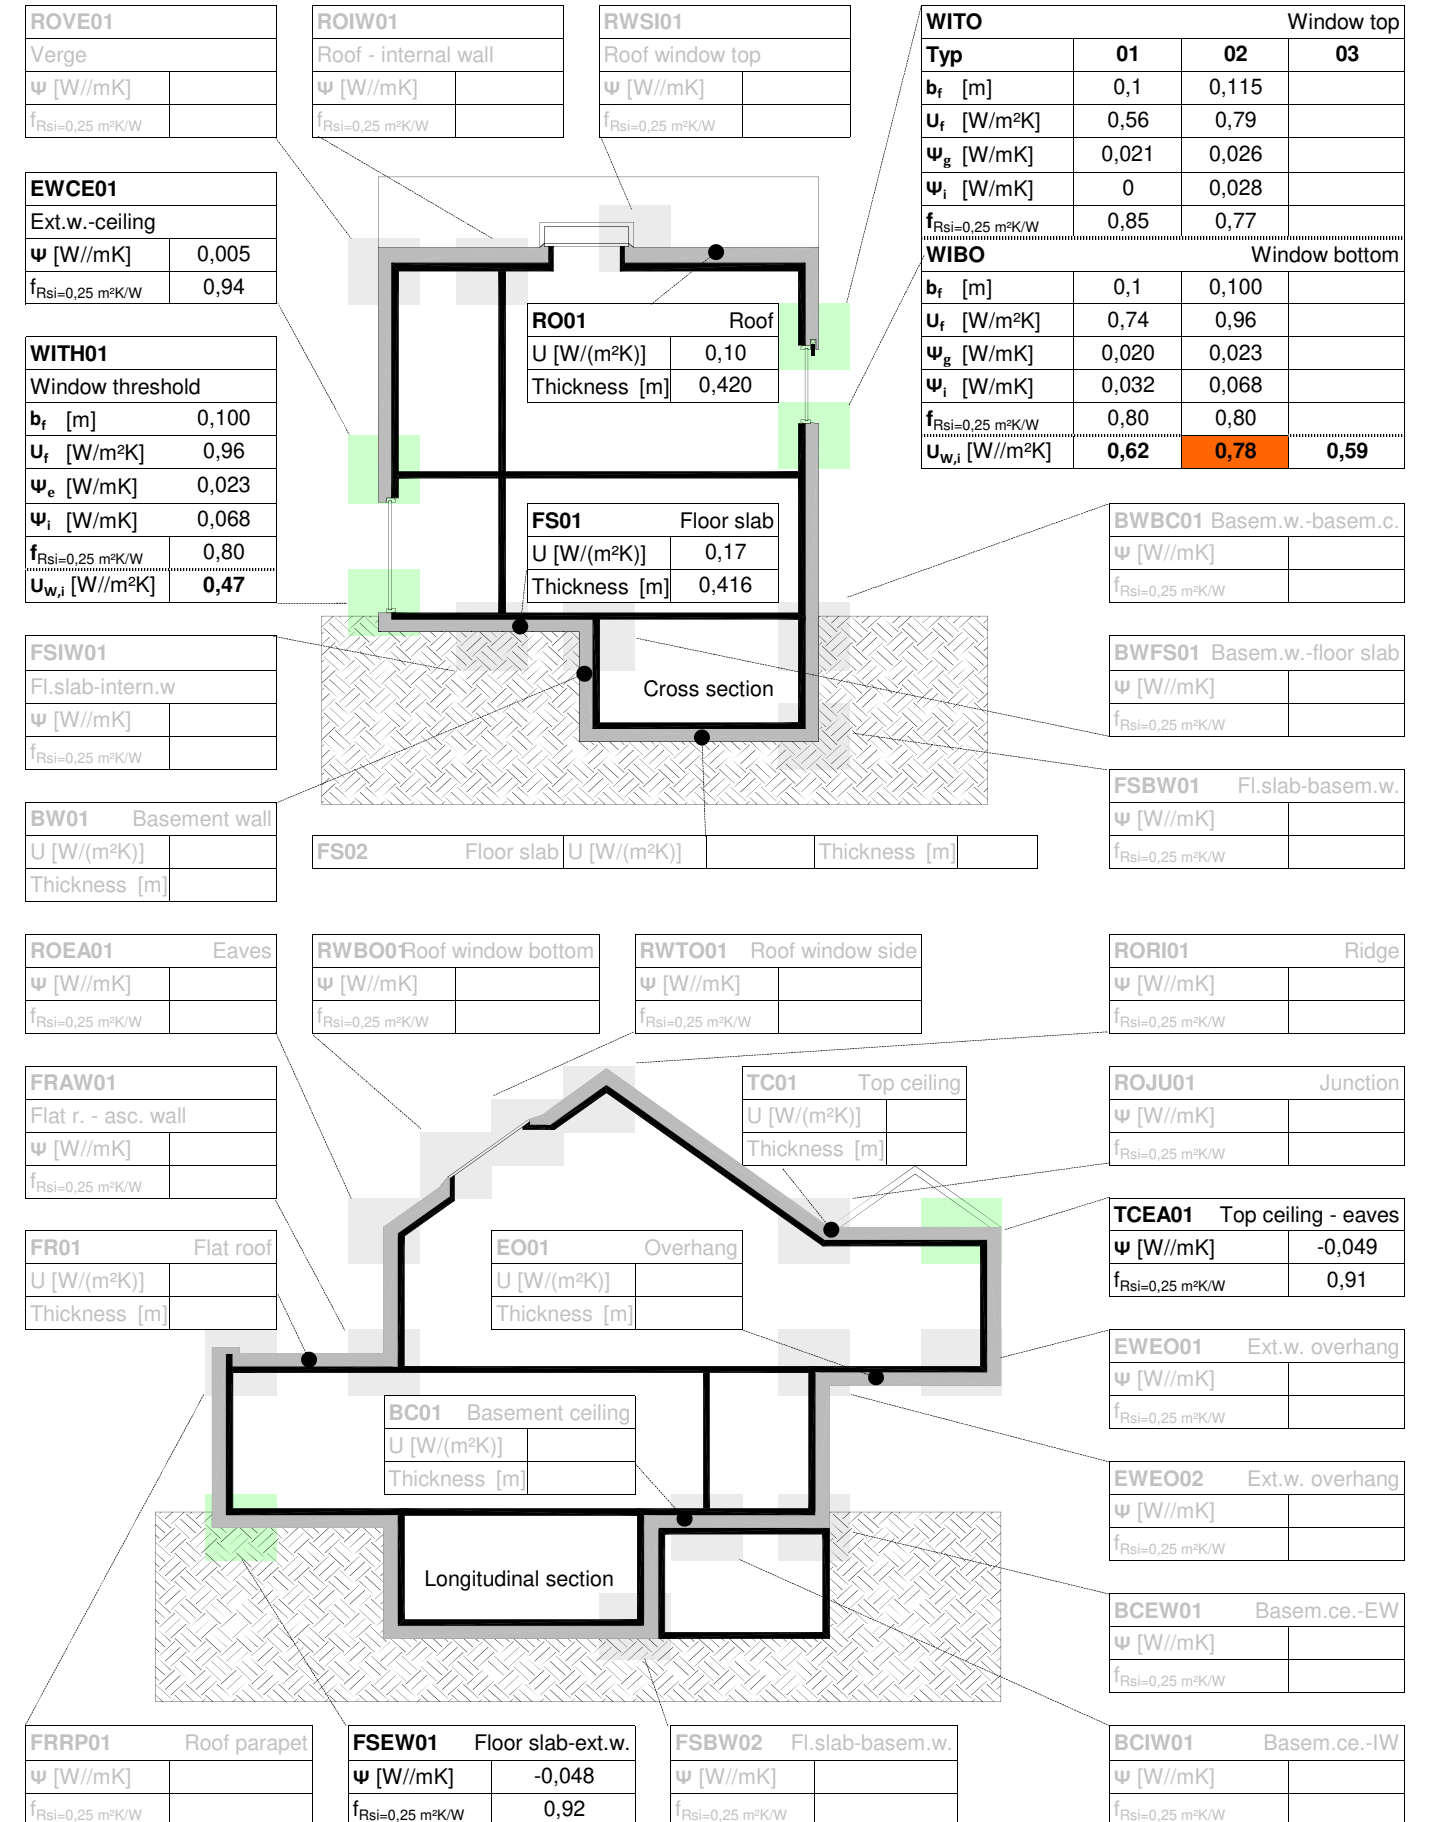 ROVE01
Verge
Ψ [W//mK]
fRsi=0,25 m²K/W
ROIW01
Roof - internal wall
Ψ [W//mK]
fRsi=0,25 m²K/W
RWSI01
Roof window top
Ψ [W//mK]
fRsi=0,25 m²K/W
WITO Window top
Typ 01 02 03
bf [m] 0,1 0,115
Uf [W/m²K] 0,56 0,79
Ψg [W/mK] 0,021 0,026
Ψi [W/mK] 0 0,028
fRsi=0,25 m²K/W 0,85 0,77
WIBO Window bottom
bf [m] 0,1 0,100
Uf [W/m²K] 0,74 0,96
Ψg [W/mK] 0,020 0,023
Ψi [W/mK] 0,032 0,068
fRsi=0,25 m²K/W 0,80 0,80
UW,i [W//m²K] 0,62 0,78 0,59
EWCE01
Ext.w.-ceiling
Ψ [W//mK] 0,005
fRsi=0,25 m²K/W 0,94
WITH01
Window threshold
bf [m] 0,100
Uf [W/m²K] 0,96
Ψe [W/mK] 0,023
Ψi [W/mK] 0,068
fRsi=0,25 m²K/W 0,80
UW,i [W//m²K] 0,47
RO01 Roof
U [W/(m²K)] 0,10
Thickness [m] 0,420
FS01 Floor slab
U [W/(m²K)] 0,17
Thickness [m] 0,416
Cross section
BWBC01 Basem.w.-basem.c.
Ψ [W//mK]
fRsi=0,25 m²K/W
FSIW01
Fl.slab-intern.w
Ψ [W//mK]
fRsi=0,25 m²K/W
BWFS01 Basem.w.-floor slab
Ψ [W//mK]
fRsi=0,25 m²K/W
FSBW01 Fl.slab-basem.w.
Ψ [W//mK]
fRsi=0,25 m²K/W
BW01 Basement wall
U [W/(m²K)]
Thickness [m]
FS02 Floor slab U [W/(m²K)] Thickness [m]
ROEA01 Eaves
Ψ [W//mK]
fRsi=0,25 m²K/W
RWBO01 Roof window bottom
Ψ [W//mK]
fRsi=0,25 m²K/W
RWTO01 Roof window side
Ψ [W//mK]
fRsi=0,25 m²K/W
RORI01 Ridge
Ψ [W//mK]
fRsi=0,25 m²K/W
FRAW01
Flat r. - asc. wall
Ψ [W//mK]
fRsi=0,25 m²K/W
TC01 Top ceiling
U [W/(m²K)]
Thickness [m]
ROJU01 Junction
Ψ [W//mK]
fRsi=0,25 m²K/W
TCEA01 Top ceiling - eaves
Ψ [W//mK] -0,049
fRsi=0,25 m²K/W 0,91
FR01 Flat roof
U [W/(m²K)]
Thickness [m]
EO01 Overhang
U [W/(m²K)]
Thickness [m]
EWEO01 Ext.w. overhang
Ψ [W//mK]
fRsi=0,25 m²K/W
BC01 Basement ceiling
U [W/(m²K)]
Thickness [m]
EWEO02 Ext.w. overhang
Ψ [W//mK]
fRsi=0,25 m²K/W
Longitudinal section
BCEW01 Basem.ce.-EW
Ψ [W//mK]
fRsi=0,25 m²K/W
FRRP01 Roof parapet
Ψ [W//mK]
fRsi=0,25 m²K/W
FSEW01 Floor slab-ext.w.
Ψ [W//mK] -0,048
fRsi=0,25 m²K/W 0,92
FSBW02 Fl.slab-basem.w.
Ψ [W//mK]
fRsi=0,25 m²K/W
BCIW01 Basem.ce.-IW
Ψ [W//mK]
fRsi=0,25 m²K/W